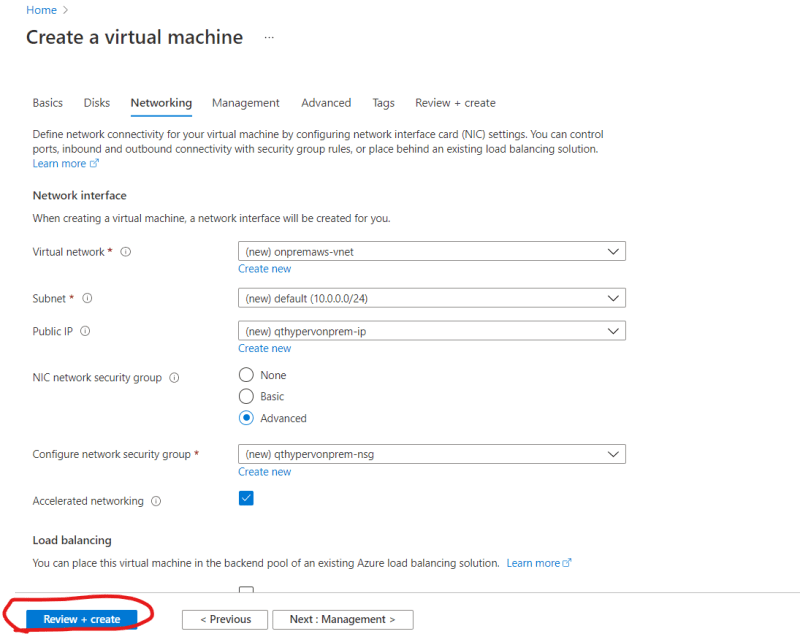 Home >
Create a virtual machine ...
Basics Disks Networking Management Advanced Tags Review + create
Define network connectivity for your virtual machine by configuring network interface card (NIC) settings. You can control
ports, inbound and outbound connectivity with security group rules, or place behind an existing load balancing solution.
Learn more
Network interface
When creating a virtual machine, a network interface will be created for you.
Virtual network * (new) onpremaws-vnet
Create new
Subnet * (new) default (10.0.0.0/24)
Public IP (new) qthypervonprem-ip
Create new
NIC network security group None
Basic
Advanced
Configure network security group * (new) qthypervonprem-nsg
Create new
Accelerated networking
Load balancing
You can place this virtual machine in the backend pool of an existing Azure load balancing solution. Learn more
Review + create < Previous Next : Management >